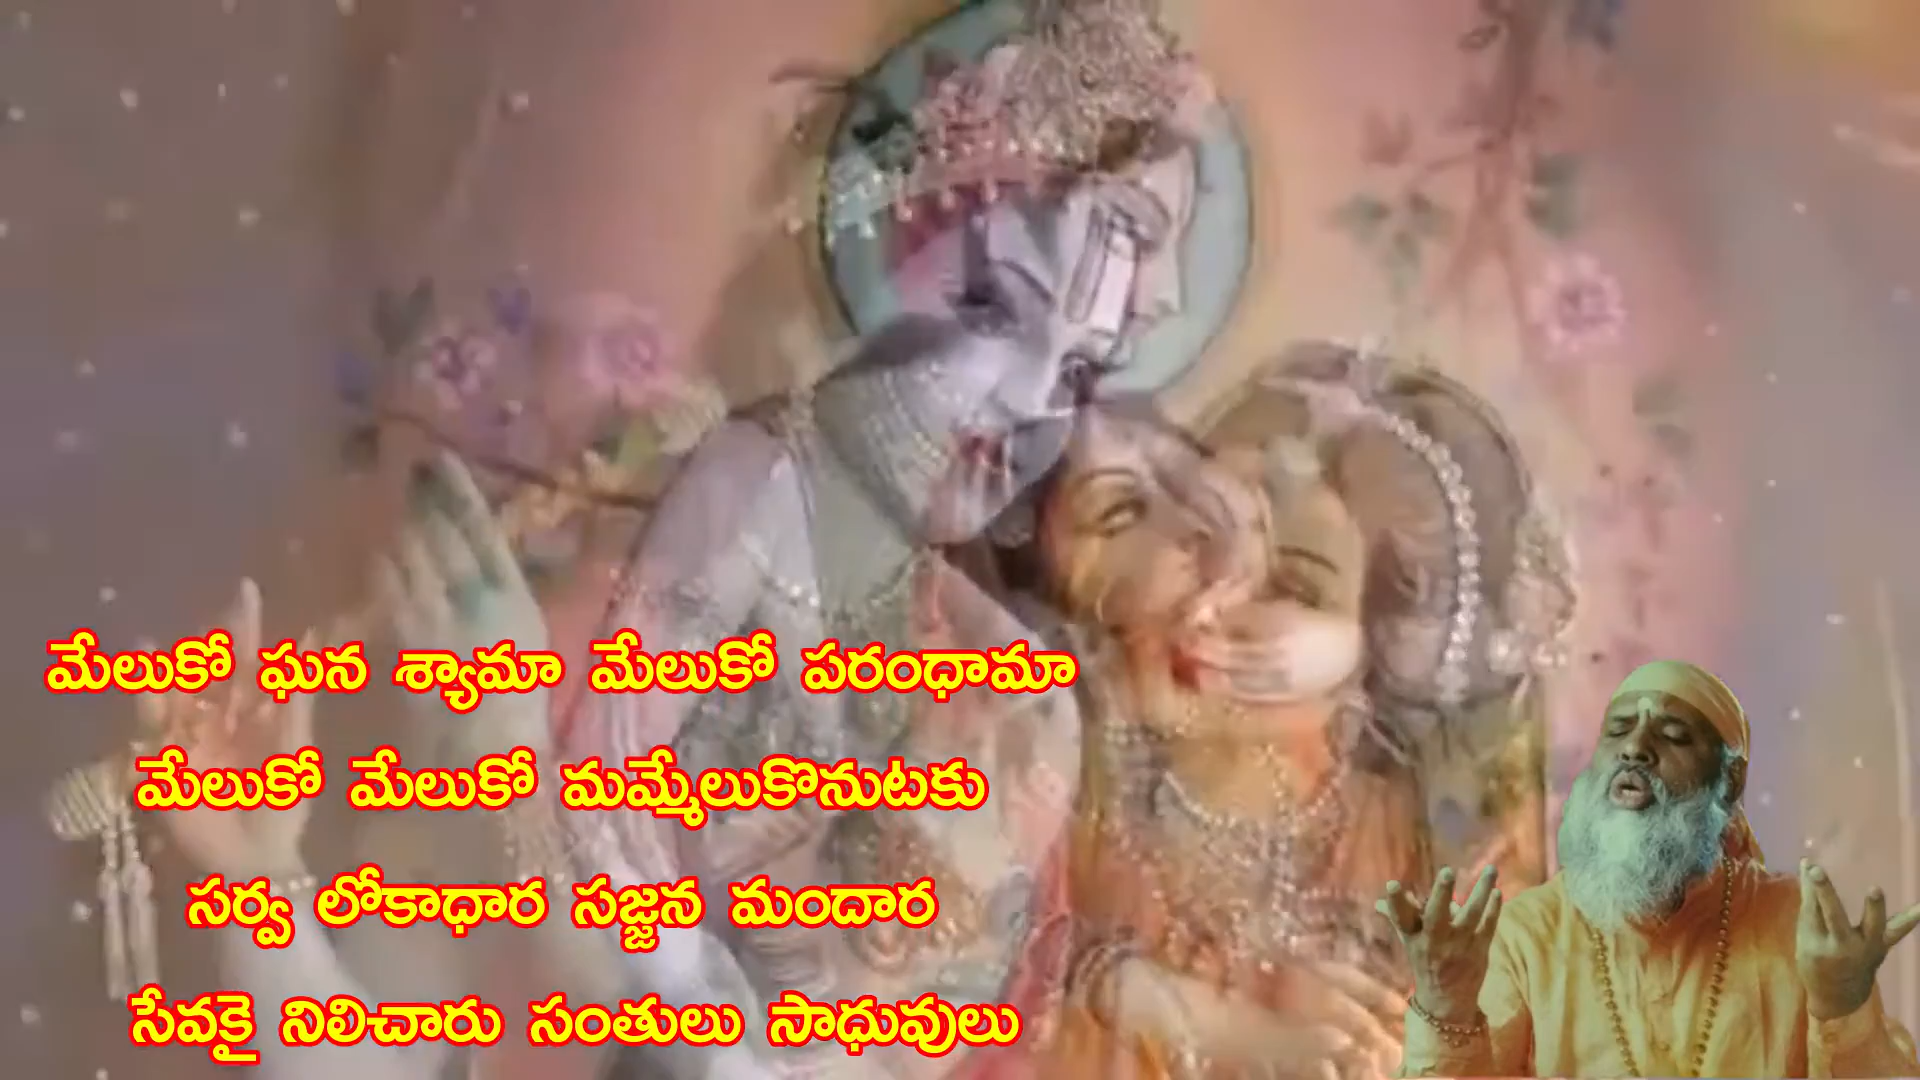 మేలుకో ఘన శ్యామా మేలుకో పరంధామా
మేలుకో మేలుకో మమ్మేలుకొనుటకు
సర్వ లోకాధార సజ్జన మందార
సేవకై నిలిచారు సంతులు సాధువులు